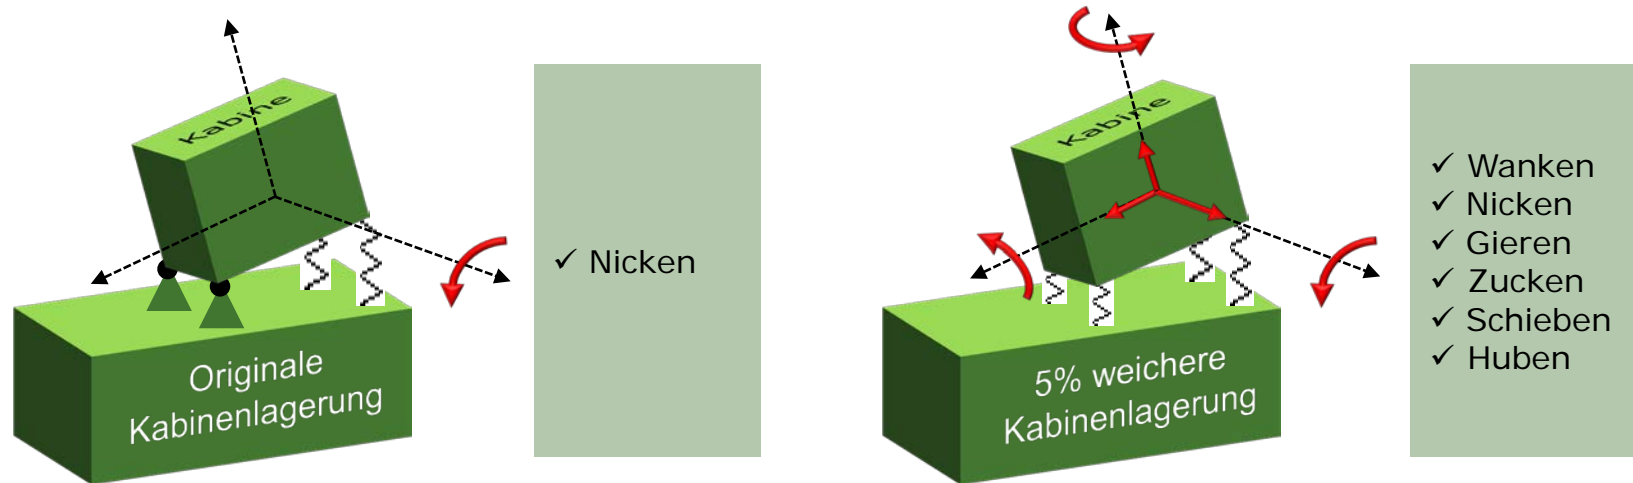 Kabine
Originale
Kabinenlagerung
✓ Nicken
Kabine
5% weichere
Kabinenlagerung
✓ Wanken
✓ Nicken
✓ Gieren
✓ Zucken
✓ Schieben
✓ Huben